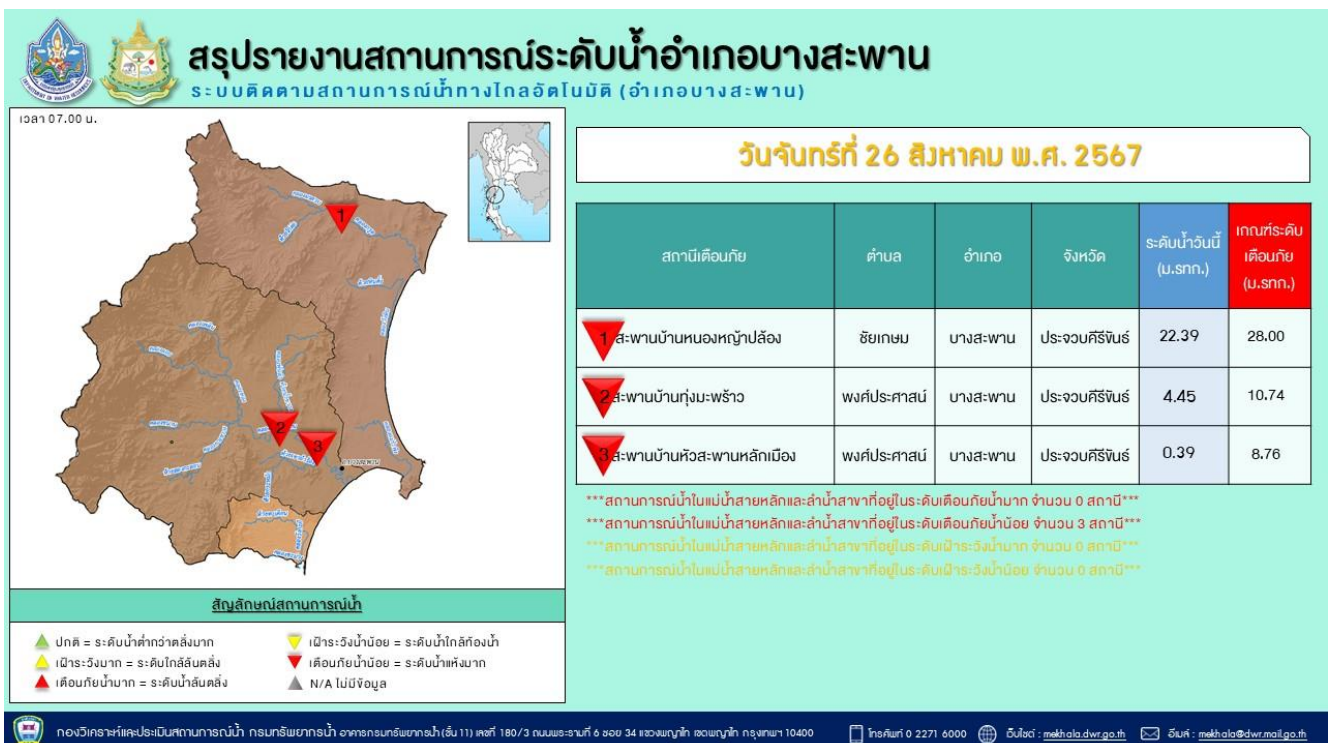 สรุปรายงานสถานการณ์ระดับน้ำอำเภอบางสะพาน
ระบบติดตามสถานการณ์น้ำทางไกลอัตโนมัติ (อำเภอบางสะพาน)
เวลา 07.00 น.
1
2
3
วันจันทร์ที่ 26 สิงหาคม พ.ศ. 2567
สถานีเตือนภัย ตำบล อำเภอ จังหวัด ระดับน้ำวันนี้ (ม.รทก.) เกณฑ์ระดับเตือนภัย (ม.รทก.)
1 สะพานบ้านหนองหญ้าปล้อง ชัยเกษม บางสะพาน ประจวบคีรีขันธ์ 22.39 28.00
2 สะพานบ้านทุ่งมะพร้าว พงศ์ประศาสน์ บางสะพาน ประจวบคีรีขันธ์ 4.45 10.74
3 สะพานบ้านหัวสะพานหลักเมือง พงศ์ประศาสน์ บางสะพาน ประจวบคีรีขันธ์ 0.39 8.76
***สถานการณ์น้ำในแม่น้ำสายหลักและลำน้ำสาขาที่อยู่ในระดับเตือนภัยน้ำมาก จำนวน 0 สถานี***
***สถานการณ์น้ำในแม่น้ำสายหลักและลำน้ำสาขาที่อยู่ในระดับเตือนภัยน้ำน้อย จำนวน 3 สถานี***
***สถานการณ์น้ำในแม่น้ำสายหลักและลำน้ำสาขาที่อยู่ในระดับเฝ้าระวังน้ำมาก จำนวน 0 สถานี***
***สถานการณ์น้ำในแม่น้ำสายหลักและลำน้ำสาขาที่อยู่ในระดับเฝ้าระวังน้ำน้อย จำนวน 0 สถานี***
สัญลักษณ์สถานการณ์น้ำ
ปกติ = ระดับน้ำต่ำกว่าตลิ่งมาก
เฝ้าระวังมาก = ระดับใกล้ล้นตลิ่ง
เตือนภัยน้ำมาก = ระดับน้ำล้นตลิ่ง
เฝ้าระวังน้ำน้อย = ระดับน้ำใกล้ท้องน้ำ
เตือนภัยน้ำน้อย = ระดับน้ำแห้งมาก
N/A ไม่มีข้อมูล
กองวิเคราะห์และประเมินสถานการณ์น้ำ กรมทรัพยากรน้ำ อาคารกรมทรัพยากรน้ำ (ชั้น 11) เลขที่ 180/3 ถนนพระรามที่ 6 ซอย 34 แขวงพญาไท เขตพญาไท กรุงเทพฯ 10400 โทรศัพท์ 0 2271 6000 เว็บไซต์ : mekhala.dwr.go.th อีเมล์ : mekhala@dwr.mail.go.th